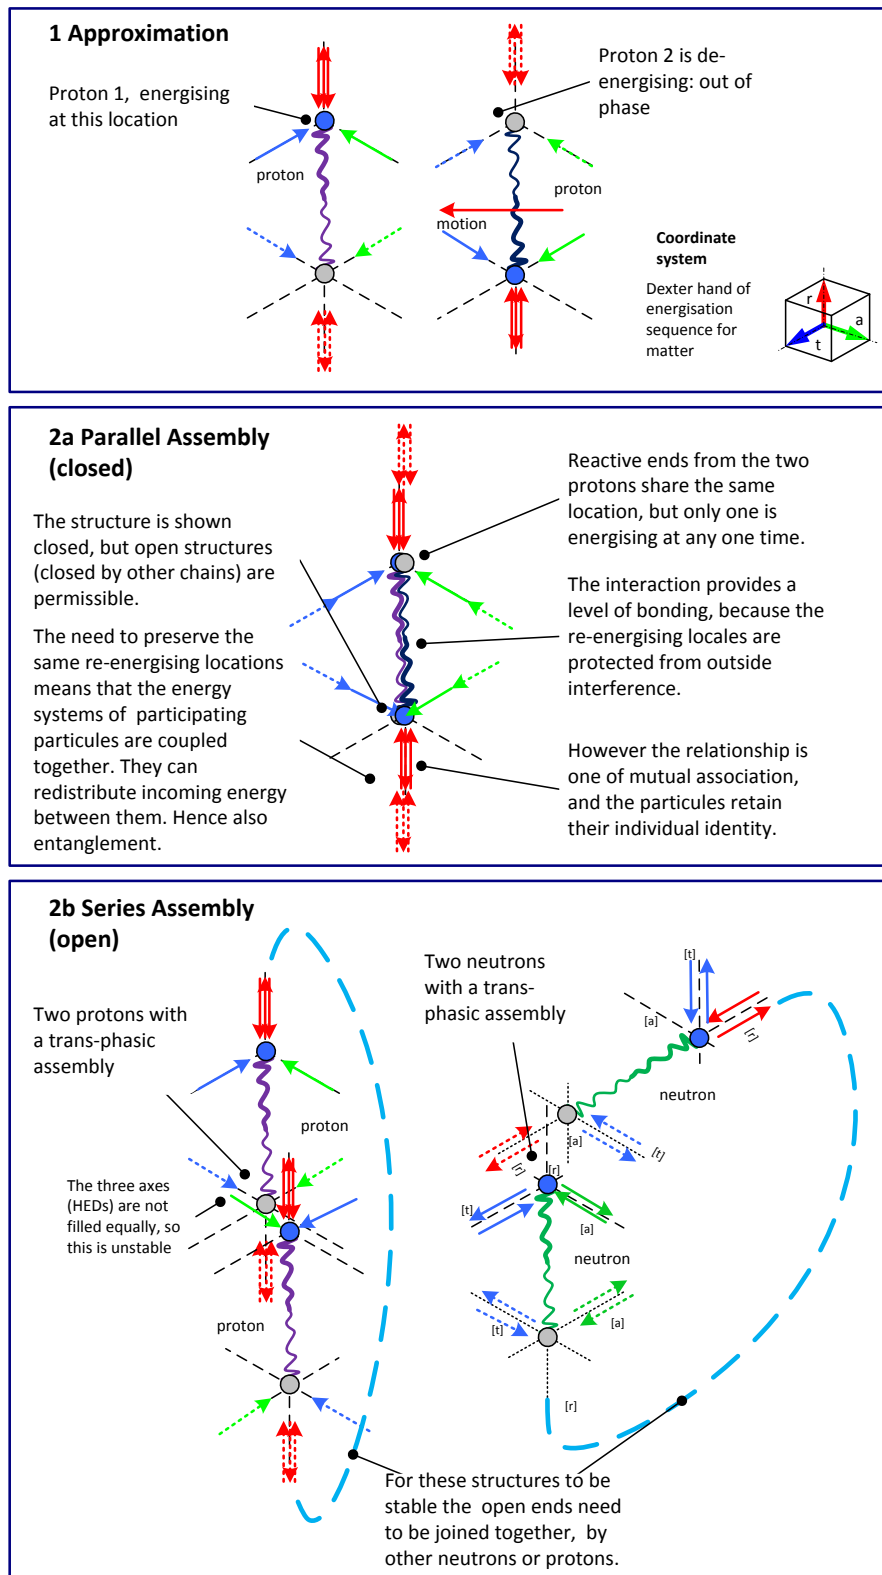 1 Approximation
Proton 1,  energising
at this location
Proton 2 is de-
energising: out of
phase
proton
proton
motion
Coordinate
system
Dexter hand of
energisation
sequence for
matter
r
a
t
2a Parallel Assembly
(closed)
The structure is shown
closed, but open structures
(closed by other chains) are
permissible.
The need to preserve the
same re-energising locations
means that the energy
systems of  participating
particules are coupled
together. They can
redistribute incoming energy
between them. Hence also
entanglement.
Reactive ends from the two
protons share the same
location, but only one is
energising at any one time.
The interaction provides a
level of bonding, because the
re-energising locales are
protected from outside
interference.
However the relationship is
one of mutual association,
and the particules retain
their individual identity.
2b Series Assembly
(open)
Two protons with
a trans-phasic
assembly
proton
The three axes
(HEDs) are not
filled equally, so
this is unstable
proton
Two neutrons
with a trans-
phasic assembly
[t]
[a]
[r]
neutron
[a]
[t]
[r]
[r]
[t]
[a]
neutron
[t]
[a]
[r]
For these structures to be
stable the  open ends need
to be joined together,  by
other neutrons or protons.